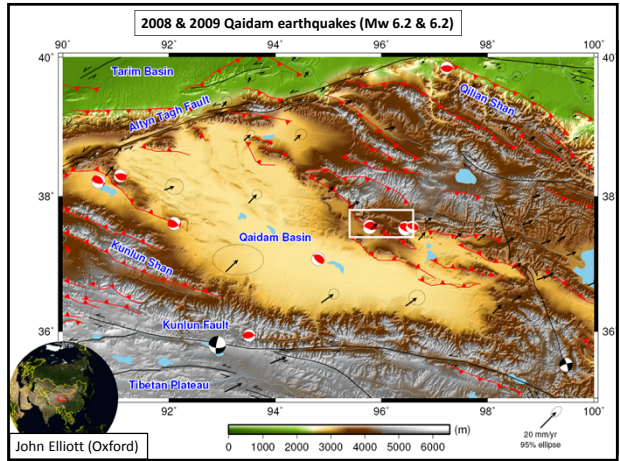 2008 & 2009 Qaidam earthquakes (Mw 6.2 & 6.2)
90° 92° 94° 96° 98° 100°
40° 40°
Tarim Basin
Qilian Shan
Altyn Tagh Fault
38° 38°
Qaidam Basin
Kunlun Shan
36° 36°
Kunlun Fault
Tibetan Plateau
92° 94° 96° 98° 100°
John Elliott (Oxford)
(m)
0 1000 2000 3000 4000 5000 6000
20 mm/yr
95% ellipse